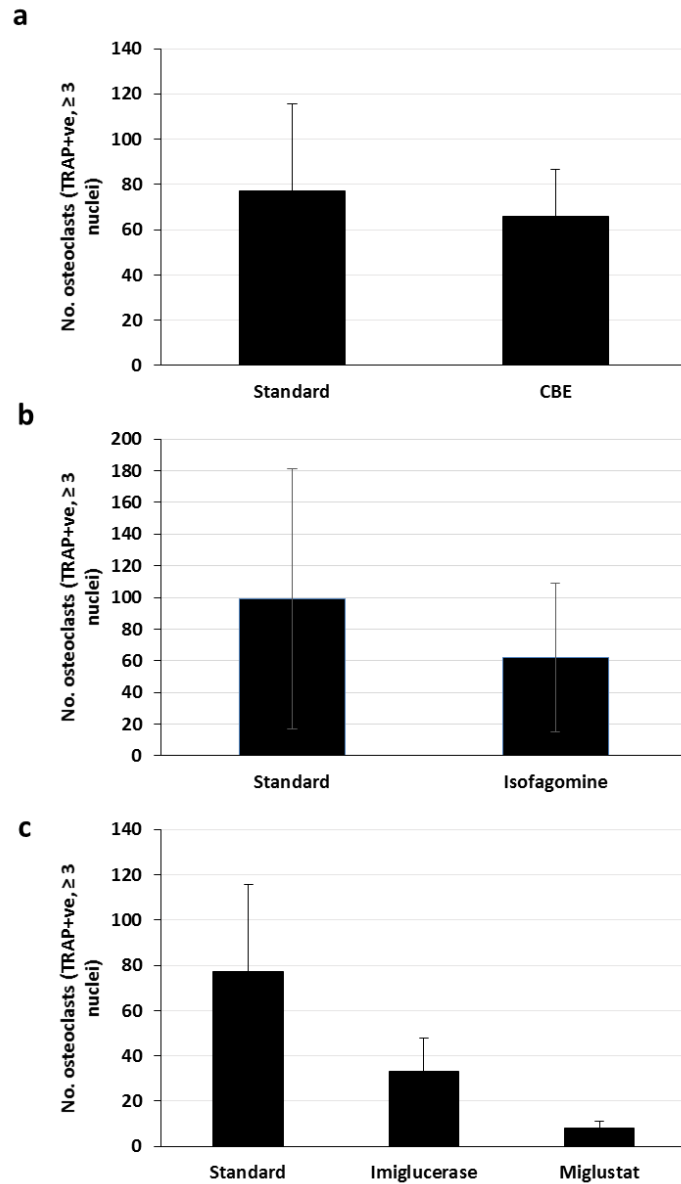 a
No. osteoclasts (TRAP+ve, ≥ 3
nuclei)
140
120
100
80
60
40
20
0
Standard CBE
b
No. osteoclasts (TRAP+ve, ≥ 3
nuclei)
200
180
160
140
120
100
80
60
40
20
0
Standard Isofagomine
c
No. osteoclasts (TRAP+ve, ≥ 3
nuclei)
140
120
100
80
60
40
20
0
Standard Imiglucerase Miglustat